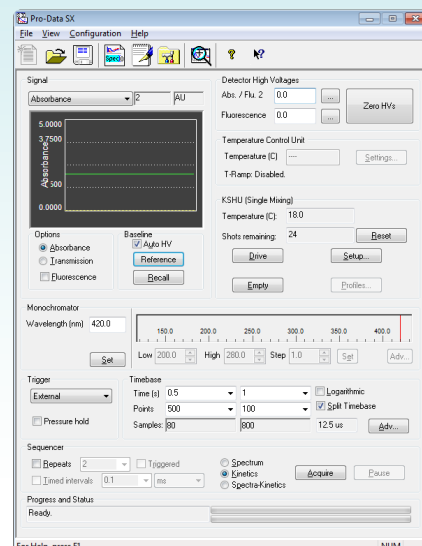 Pro-Data SX
File View Configuration Help
Signal
Absorbance 2 AU
5.0000
3.7500
Absorbance
500
0.0000
Options
Absorbance
Transmission
Fluorescence
Baseline
Auto HV
Reference
Recall
Detector High Voltages
Abs. / Flu. 2 0.0 ...
Fluorescence 0.0 ...
Zero HVs
Temperature Control Unit
Temperature (C) ---- Settings...
T-Ramp: Disabled.
KSHU (Single Mixing)
Temperature (C): 18.0
Shots remaining: 24 Reset
Drive Setup...
Empty Profiles...
Monochromator
Wavelength (nm) 420.0
Set
150.0 200.0 250.0 300.0 350.0 400.0
Low 200.0 High 280.0 Step 1.0 Set Adv...
Trigger
External
Pressure hold
Timebase
Time (s) 0.5 1 Logarithmic
Points 500 100 Split Timebase
Samples: 80 800 12.5 us Adv...
Sequencer
Repeats 2 Triggered
Timed intervals 0.1 ms
Spectrum
Kinetics
Spectra-Kinetics
Acquire Pause
Progress and Status
Ready.
For Help, press F1 NUM